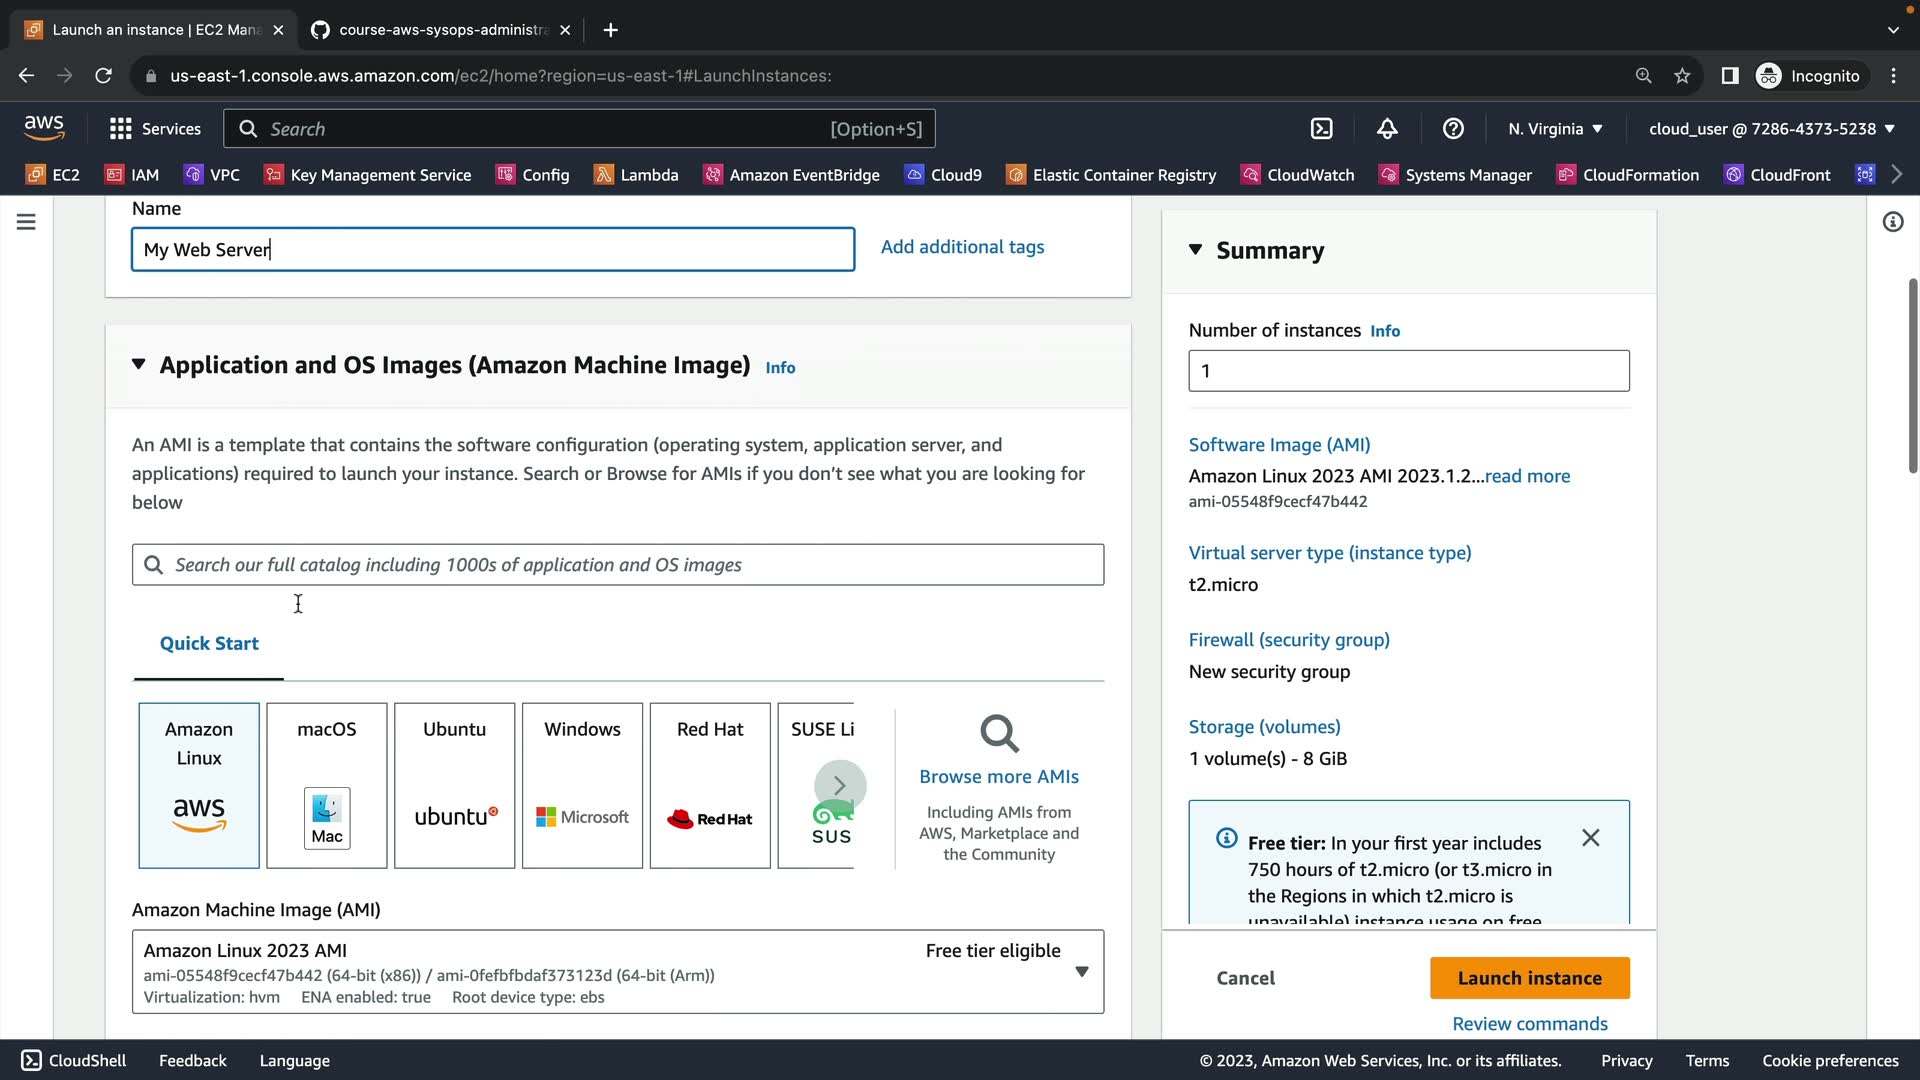 Launch an instance | EC2 Mana
course-aws-sysops-administra
us-east-1.console.aws.amazon.com/ec2/home?region=us-east-1#LaunchInstances:
Incognito
aws
Services
Search
[Option+S]
N. Virginia
cloud_user @ 7286-4373-5238
EC2
IAM
VPC
Key Management Service
Config
Lambda
Amazon EventBridge
Cloud9
Elastic Container Registry
CloudWatch
Systems Manager
CloudFormation
CloudFront
Name
My Web Server
Add additional tags
Application and OS Images (Amazon Machine Image) Info
An AMI is a template that contains the software configuration (operating system, application server, and
applications) required to launch your instance. Search or Browse for AMIs if you don’t see what you are looking for
below
Search our full catalog including 1000s of application and OS images
Quick Start
Amazon
Linux
aws
macOS
Mac
Ubuntu
ubuntu
Windows
Microsoft
Red Hat
Red Hat
SUSE Li
SUS
Browse more AMIs
Including AMIs from
AWS, Marketplace and
the Community
Amazon Machine Image (AMI)
Amazon Linux 2023 AMI
Free tier eligible
ami-05548f9cecf47b442 (64-bit (x86)) / ami-0fefbfbdaf373123d (64-bit (Arm))
Virtualization: hvm ENA enabled: true Root device type: ebs
Summary
Number of instances Info
1
Software Image (AMI)
Amazon Linux 2023 AMI 2023.1.2...read more
ami-05548f9cecf47b442
Virtual server type (instance type)
t2.micro
Firewall (security group)
New security group
Storage (volumes)
1 volume(s) - 8 GiB
Free tier: In your first year includes
750 hours of t2.micro (or t3.micro in
the Regions in which t2.micro is
unavailable) instance usage on free
Cancel
Launch instance
Review commands
CloudShell
Feedback
Language
© 2023, Amazon Web Services, Inc. or its affiliates.
Privacy
Terms
Cookie preferences